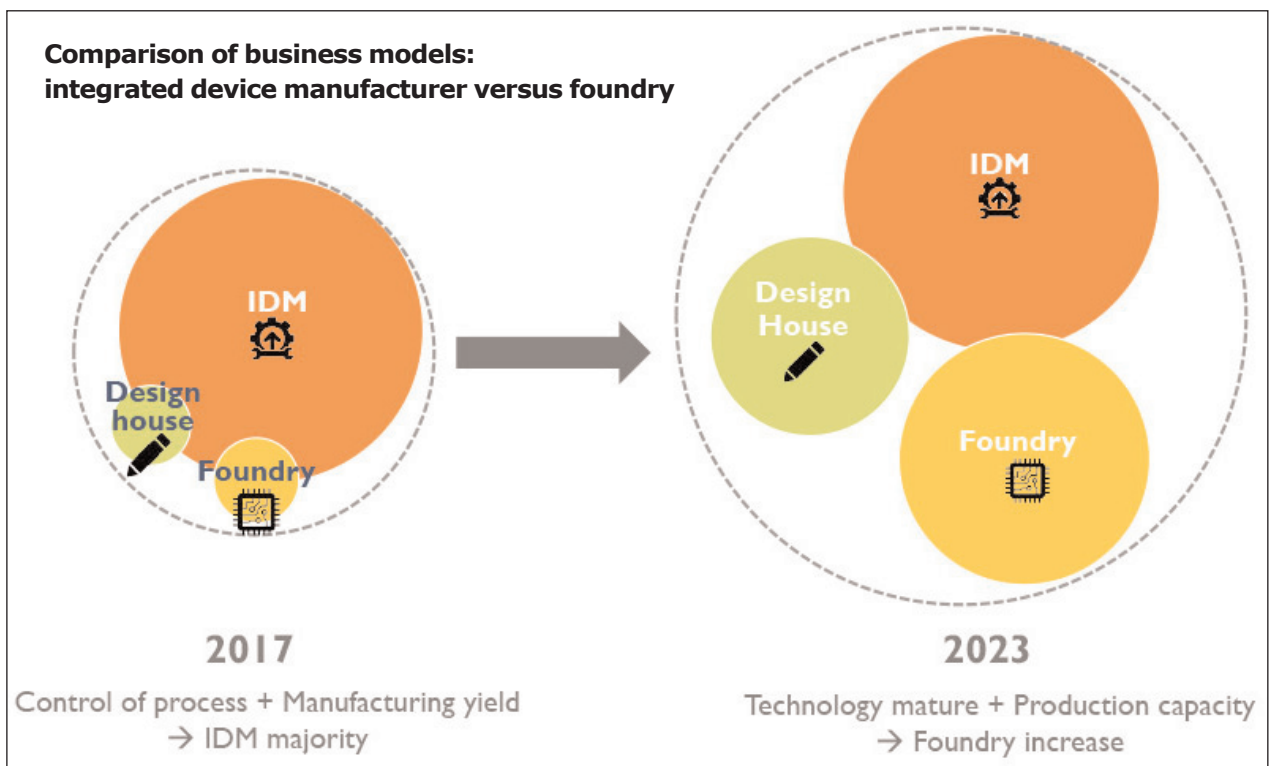 Comparison of business models:
integrated device manufacturer versus foundry
IDM
Design
house
Foundry
2017
Control of process + Manufacturing yield
→ IDM majority
IDM
Design
House
Foundry
2023
Technology mature + Production capacity
→ Foundry increase